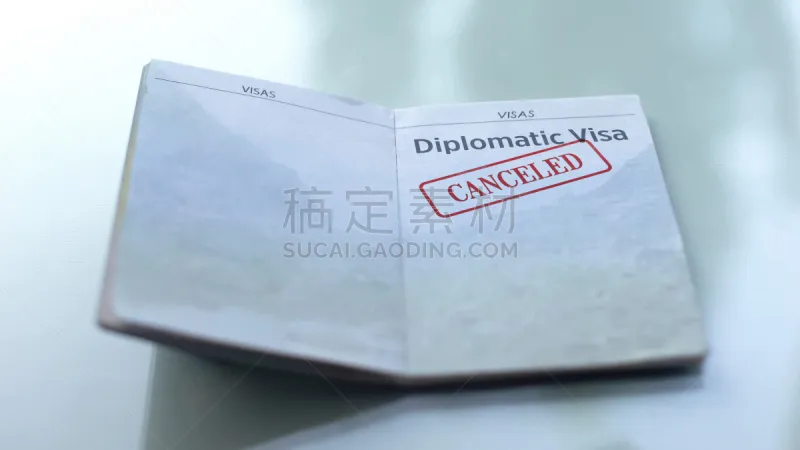 VISAS
VISAS
Diplomatic Visa
CANCELED
稿定素材
SUCAI.GAODING.COM